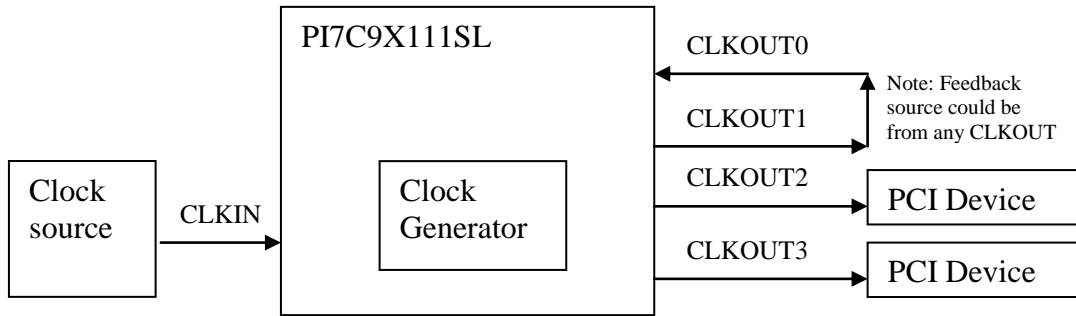 PI7C9X111SL
CLKOUT0
Note: Feedback
source could be
from any CLKOUT
CLKOUT1
Clock
source
CLKIN
Clock
Generator
CLKOUT2
PCI Device
CLKOUT3
PCI Device